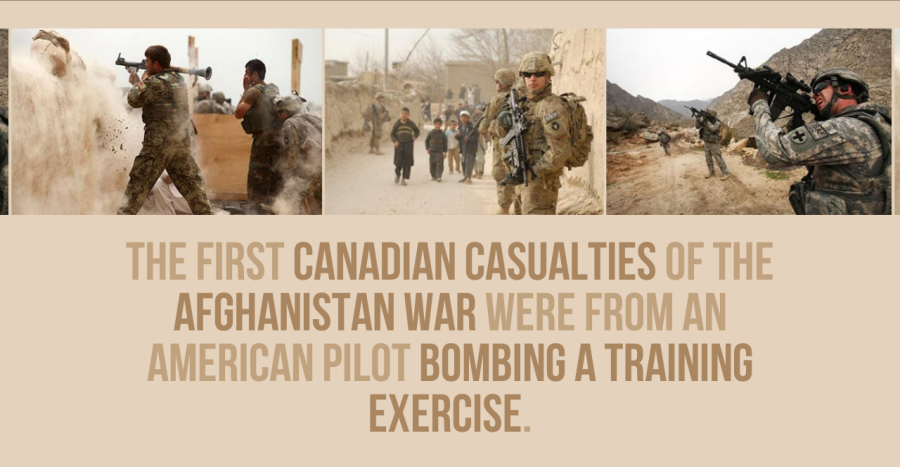 THE FIRST CANADIAN CASUALTIES OF THE
AFGHANISTAN WAR WERE FROM AN
AMERICAN PILOT BOMBING A TRAINING
EXERCISE.